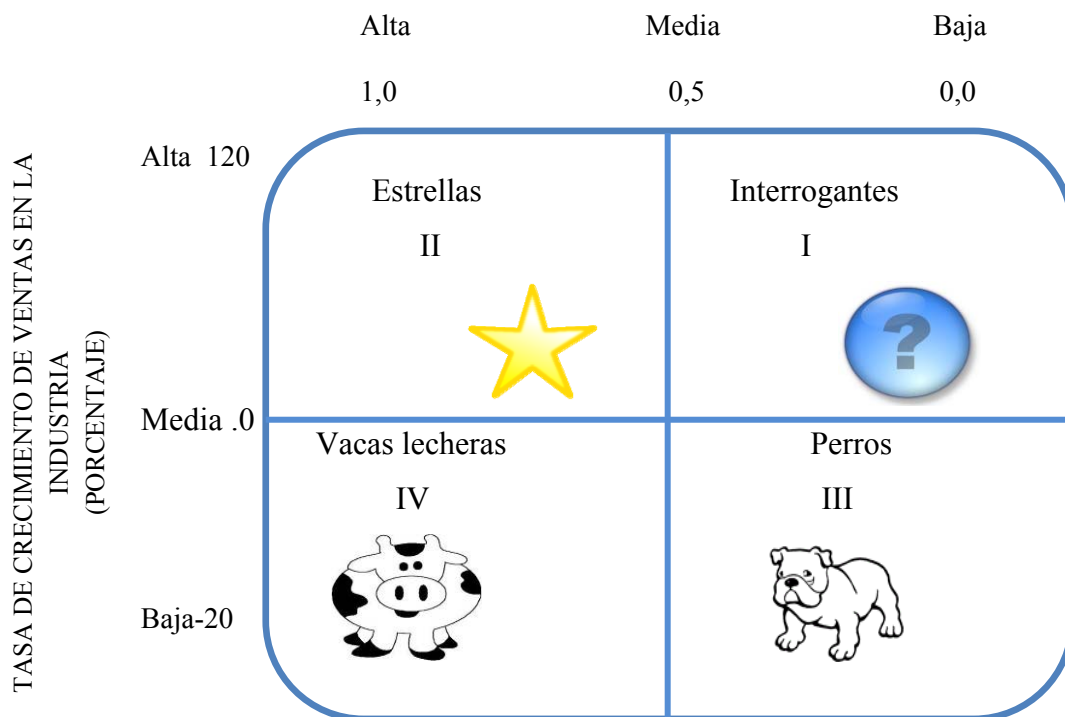 Alta Media Baja
1,0 0,5 0,0
TASA DE CRECIMIENTO DE VENTAS EN LA
INDUSTRIA
(PORCENTAJE)
Alta 120
Estrellas Interrogantes
II I
?
Media .0
Vacas lecheras Perros
IV III
Baja-20